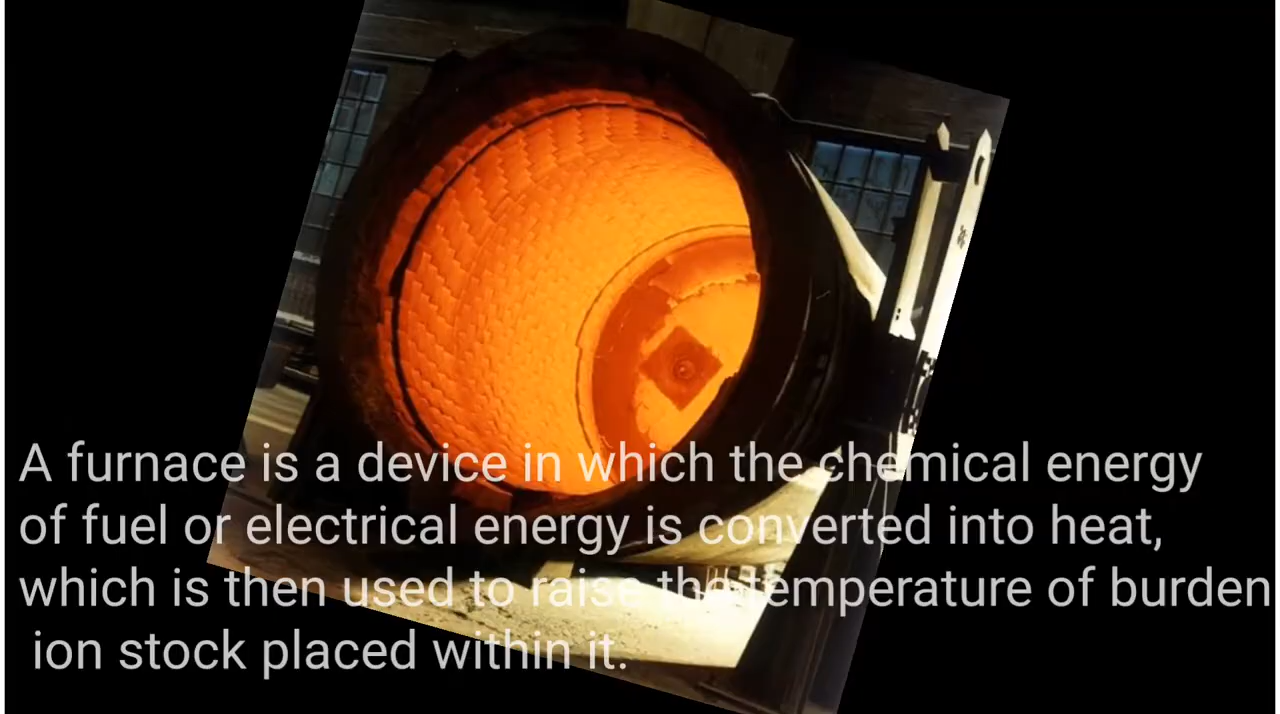 A furnace is a device in which the chemical energy
of fuel or electrical energy is converted into heat,
which is then used to raise the temperature of burden
ion stock placed within it.